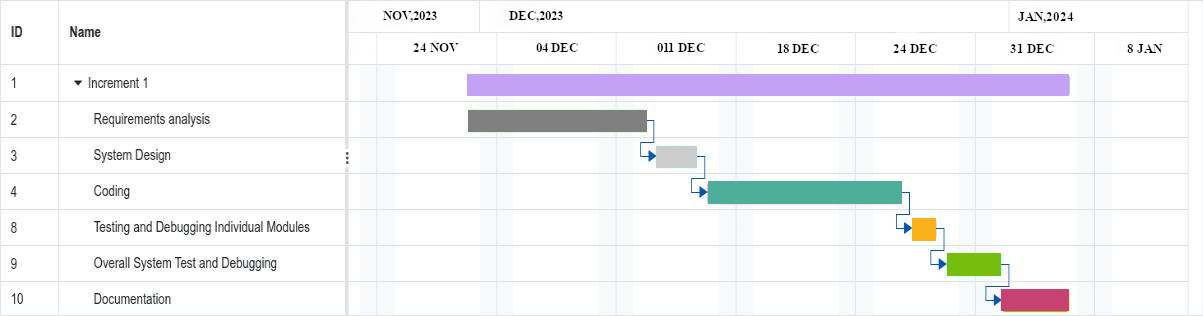 NOV,2023 DEC,2023 JAN,2024
ID Name
24 NOV 04 DEC 011 DEC 18 DEC 24 DEC 31 DEC 8 JAN
1 Increment 1
2 Requirements analysis
3 System Design
4 Coding
8 Testing and Debugging Individual Modules
9 Overall System Test and Debugging
10 Documentation